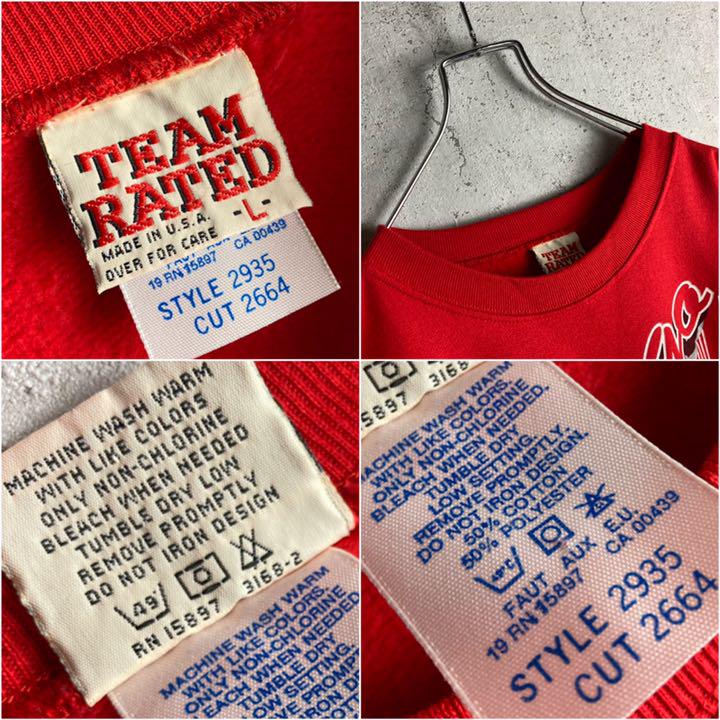 TEAM
RATED
MADE IN U.S.A. -L-
OVER FOR CARE
19 RN 15897 CA 00439
STYLE 2935
CUT 2664
TEAM
RATED
MACHINE WASH WARM
WITH LIKE COLORS
ONLY NON-CHLORINE
BLEACH WHEN NEEDED
TUMBLE DRY LOW
REMOVE PROMPTLY
DO NOT IRON DESIGN
RN 15897 3168-2
MACHINE WASH WARM
WITH LIKE COLORS.
ONLY NON-CHLORINE
BLEACH WHEN NEEDED
TUMBLE DRY
LOW SETTING.
REMOVE PROMP
5897 3168
MACHINE WASH WARM
WITH LIKE COLORS.
ONLY NON-CHLORINE
BLEACH WHEN NEEDED.
TUMBLE DRY
LOW SETTING.
REMOVE PROMPTLY.
DO NOT IRON DESIGN.
50% COTTON
50% POLYESTER
FAUT AUX E.U.
19 RN 15897 CA 00439
STYLE 2935
CUT 2664